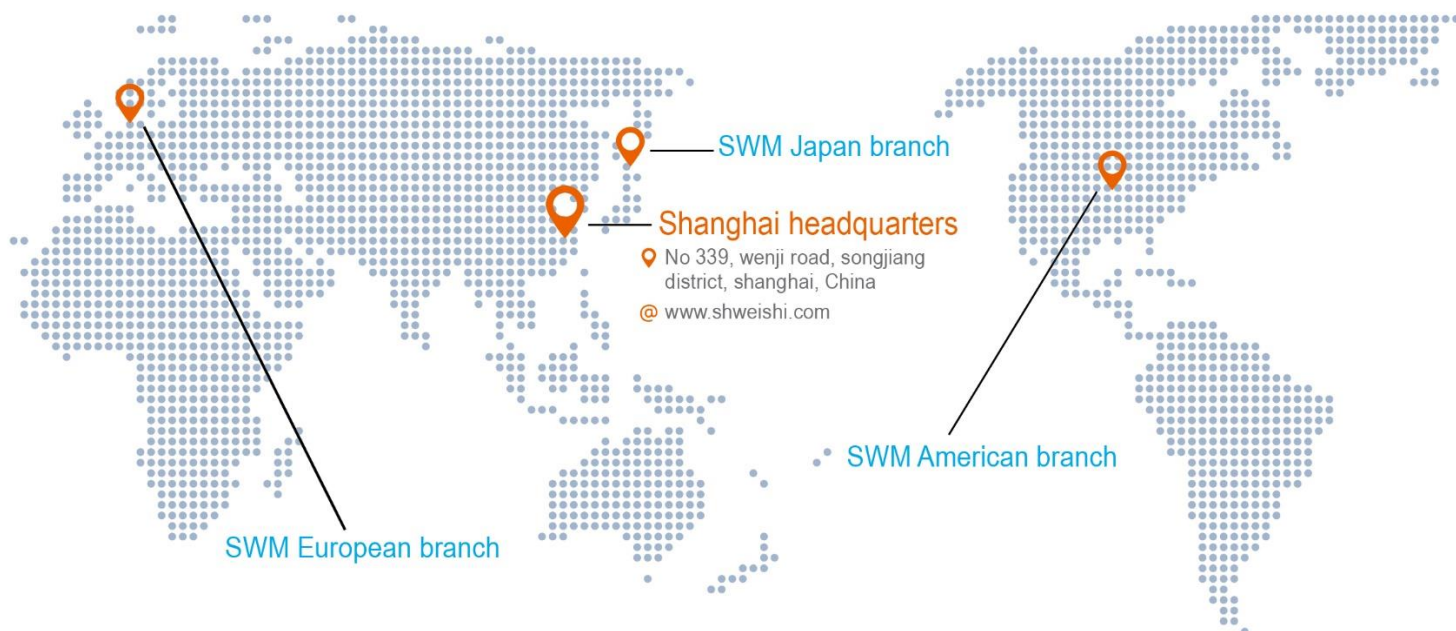 SWM Japan branch
Shanghai headquarters
No 339, wenji road, songjiang
district, shanghai, China
@ www.shweishi.com
SWM American branch
SWM European branch